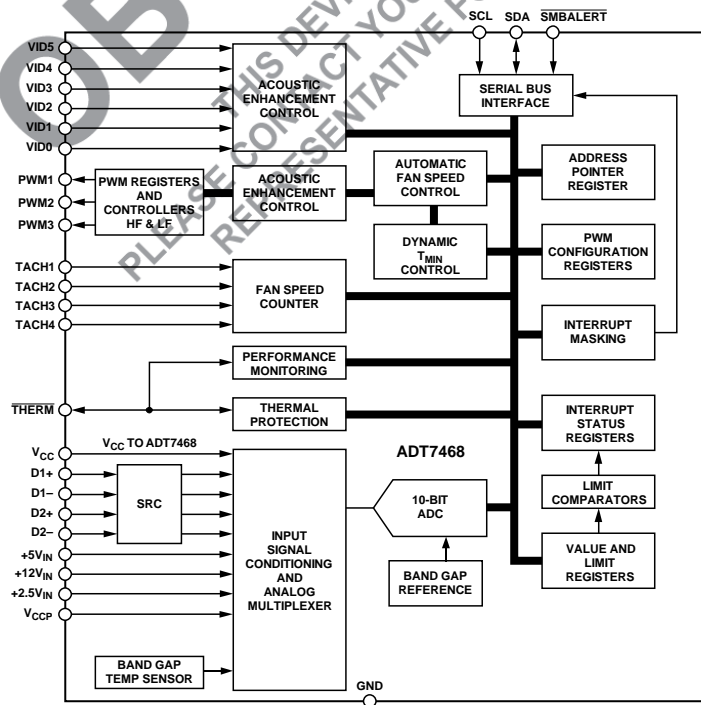 SCL SDA SMBALERT
VID5
VID4
VID3
VID2
VID1
VID0
ACOUSTIC
ENHANCEMENT
CONTROL
SERIAL BUS
INTERFACE
PWM1
PWM2
PWM3
PWM REGISTERS
AND
CONTROLLERS
HF & LF
ACOUSTIC
ENHANCEMENT
CONTROL
AUTOMATIC
FAN SPEED
CONTROL
ADDRESS
POINTER
REGISTER
DYNAMIC
TMIN
CONTROL
PWM
CONFIGURATION
REGISTERS
TACH1
TACH2
TACH3
TACH4
FAN SPEED
COUNTER
INTERRUPT
MASKING
PERFORMANCE
MONITORING
THERM
THERMAL
PROTECTION
INTERRUPT
STATUS
REGISTERS
VCC
VCC TO ADT7468
ADT7468
D1+
D1–
D2+
D2–
SRC
+5VIN
+12VIN
+2.5VIN
VCCP
INPUT
SIGNAL
CONDITIONING
AND
ANALOG
MULTIPLEXER
10-BIT
ADC
LIMIT
COMPARATORS
BAND GAP
REFERENCE
VALUE AND
LIMIT
REGISTERS
BAND GAP
TEMP SENSOR
GND
THIS
PLEASE CONTACT
REPRESENTATIVE